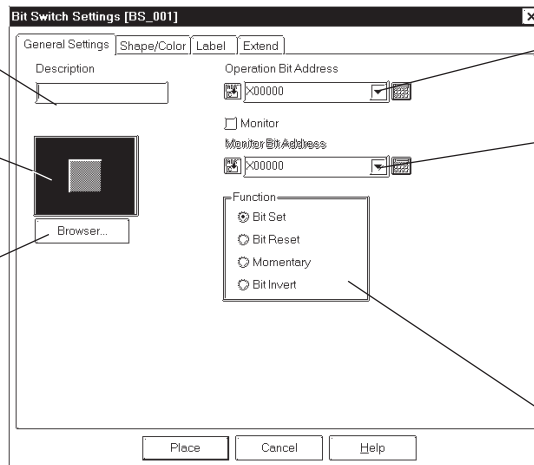 Bit Switch Settings [BS_001]
General Settings Shape/Color Label Extend
Description
Operation Bit Address
X00000
Monitor
Monitor Bit Address
X00000
Browser...
Function
Bit Set
Bit Reset
Momentary
Bit Invert
Place Cancel Help